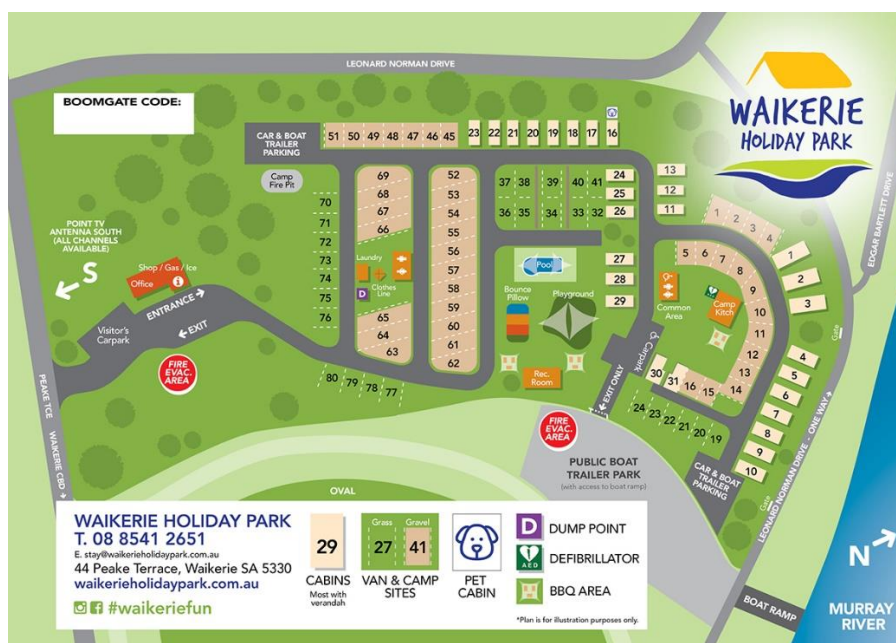 LEONARD NORMAN DRIVE
BOOMGATE CODE:
WAIKERIE
HOLIDAY PARK
CAR & BOAT
TRAILER
PARKING
51 50 49 48 47 46 45
23 22 21 20 19 18 17 16
Camp
Fire Pit
69
68
67
66
52
53
54
55
56
57
58
59
60
61
62
37 38 39 40 41
36 35 34 33 32
24
25
26
13
12
11
1 2 3 4
70
71
72
73
74
75
76
Laundry
Clothes
Line
D
65
64
63
POINT TV
ANTENNA SOUTH
(ALL CHANNELS
AVAILABLE)
S
Shop / Gas / Ice
Office
i
ENTRANCE
EXIT
Visitor's
Carpark
FIRE
EVAC.
AREA
PEAKE TCE
WAIKERIE CBD
80 79 78 77
Pool
Bounce
Pillow
Playground
Rec.
Room
27
28
29
5 6 7 8
9
10
11
12
13
14
15
16
Common
Area
Camp
Kitch
Carpark
EXIT ONLY
30
31
24 23 22 21 20 19
1
2
3
4
5
6
7
8
9
10
Gate
Gate
CAR & BOAT
TRAILER
PARKING
EDGAR BARTLETT DRIVE
LEONARD NORMAN DRIVE - ONE WAY
FIRE
EVAC.
AREA
PUBLIC BOAT
TRAILER PARK
(with access to boat ramp)
OVAL
BOAT RAMP
N
MURRAY
RIVER
WAIKERIE HOLIDAY PARK
T. 08 8541 2651
E. stay@waikerieholidaypark.com.au
44 Peake Terrace, Waikerie SA 5330
waikerieholidaypark.com.au
#waikeriefun
29
CABINS
Most with
verandah
Grass Gravel
27 41
VAN & CAMP
SITES
PET
CABIN
D DUMP POINT
AED DEFIBRILLATOR
BBQ AREA
*Plan is for illustration purposes only.